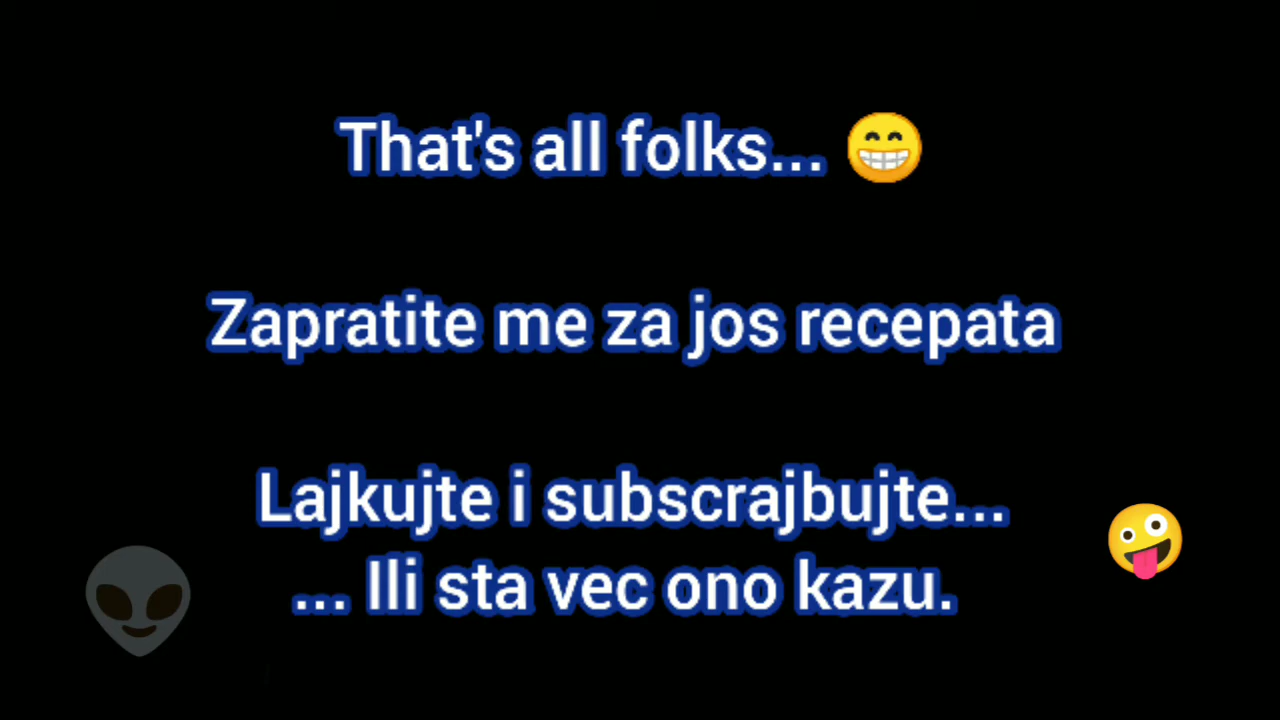 That's all folks... 😁
Zapratite me za jos recepata
Lajkujte i subscrajbujte...
... Ili sta vec ono kazu.